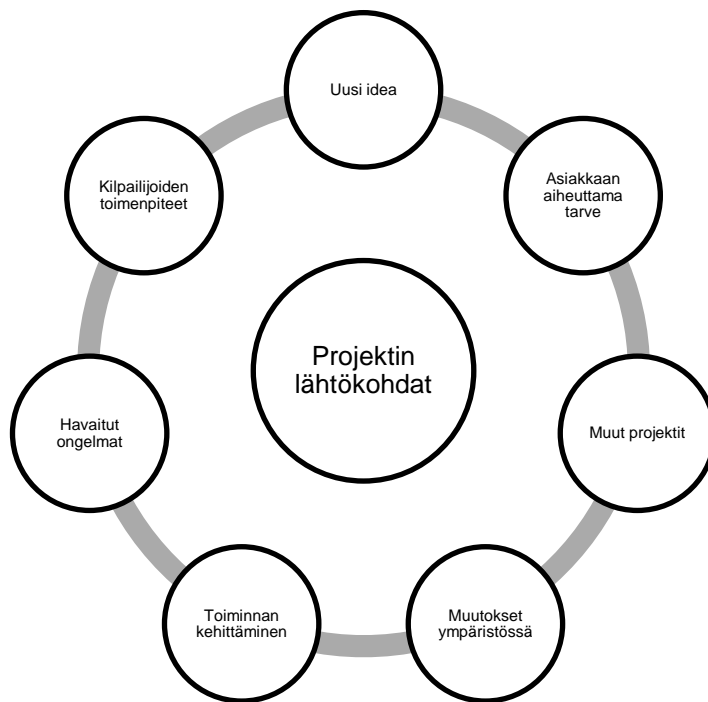 Uusi idea
Asiakkaan
aiheuttama
tarve
Muut projektit
Muutokset
ympäristössä
Toiminnan
kehittäminen
Havaitut
ongelmat
Kilpailijoiden
toimenpiteet
Projektin
lähtökohdat